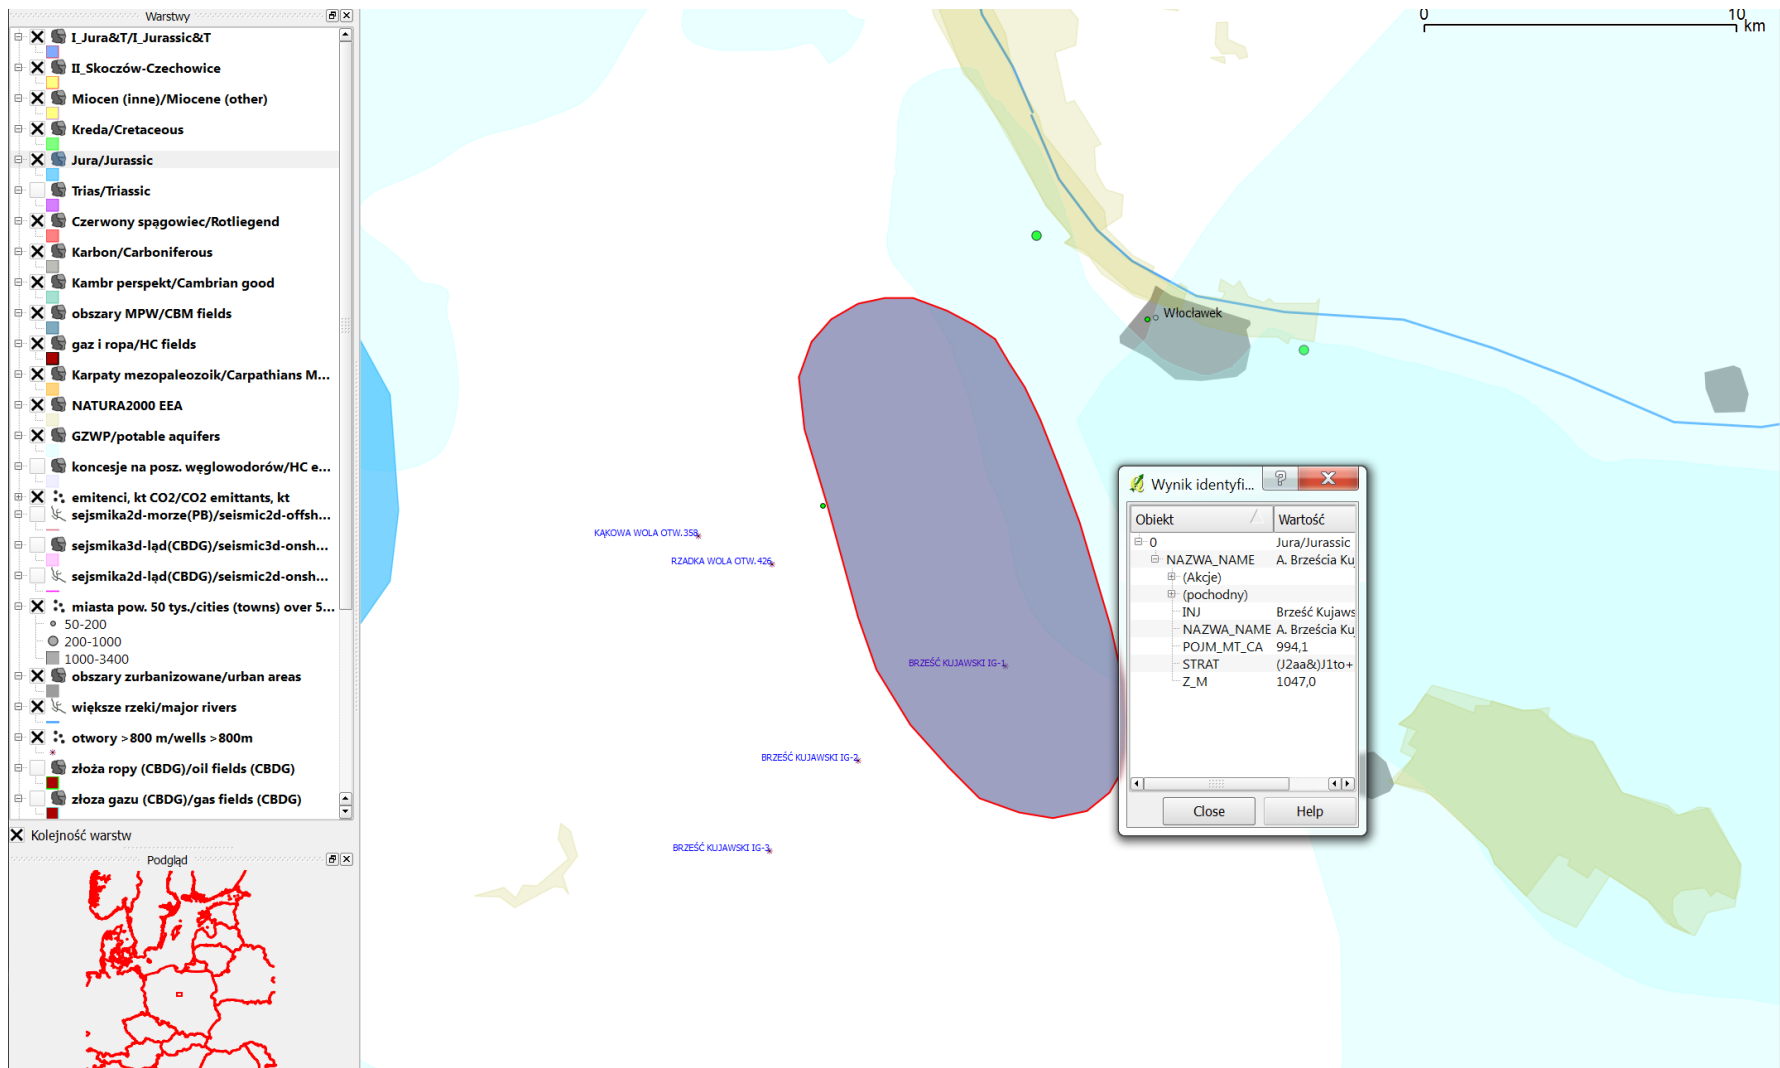 Warstwy
I_Jura&T/I_Jurassic&T
II_Skoczów-Czechowice
Miocen (inne)/Miocene (other)
Kreda/Cretaceous
Jura/Jurassic
Trias/Triassic
Czerwony spągowiec/Rotliegend
Karbon/Carboniferous
Kambr perspekt/Cambrian good
obszary MPW/CBM fields
gaz i ropa/HC fields
Karpaty mezopaleozoik/Carpathians M...
NATURA2000 EEA
GZWP/potable aquifers
koncesje na posz. węglowodorów/HC e...
emitenci, kt CO2/CO2 emittants, kt
sejsmika2d-morze(PB)/seismic2d-offsh...
sejsmika3d-ląd(CBDG)/seismic3d-onsh...
sejsmika2d-ląd(CBDG)/seismic2d-onsh...
miasta pow. 50 tys./cities (towns) over 5...
50-200
200-1000
1000-3400
obszary zurbanizowane/urban areas
większe rzeki/major rivers
otwory >800 m/wells >800m
złoża ropy (CBDG)/oil fields (CBDG)
złoza gazu (CBDG)/gas fields (CBDG)
Kolejność warstw
Podgląd
0 10
km
Włocławek
KĄKOWA WOLA OTW.358
RZADKA WOLA OTW.426
BRZEŚĆ KUJAWSKI IG-1
BRZEŚĆ KUJAWSKI IG-2
BRZEŚĆ KUJAWSKI IG-3
Wynik identyfi...
Obiekt Wartość
0 Jura/Jurassic
NAZWA_NAME A. Brześcia Ku
(Akcje)
(pochodny)
INJ Brześć Kujaws
NAZWA_NAME A. Brześcia Ku
POJM_MT_CA 994,1
STRAT (J2aa&)J1to+
Z_M 1047,0
Close Help